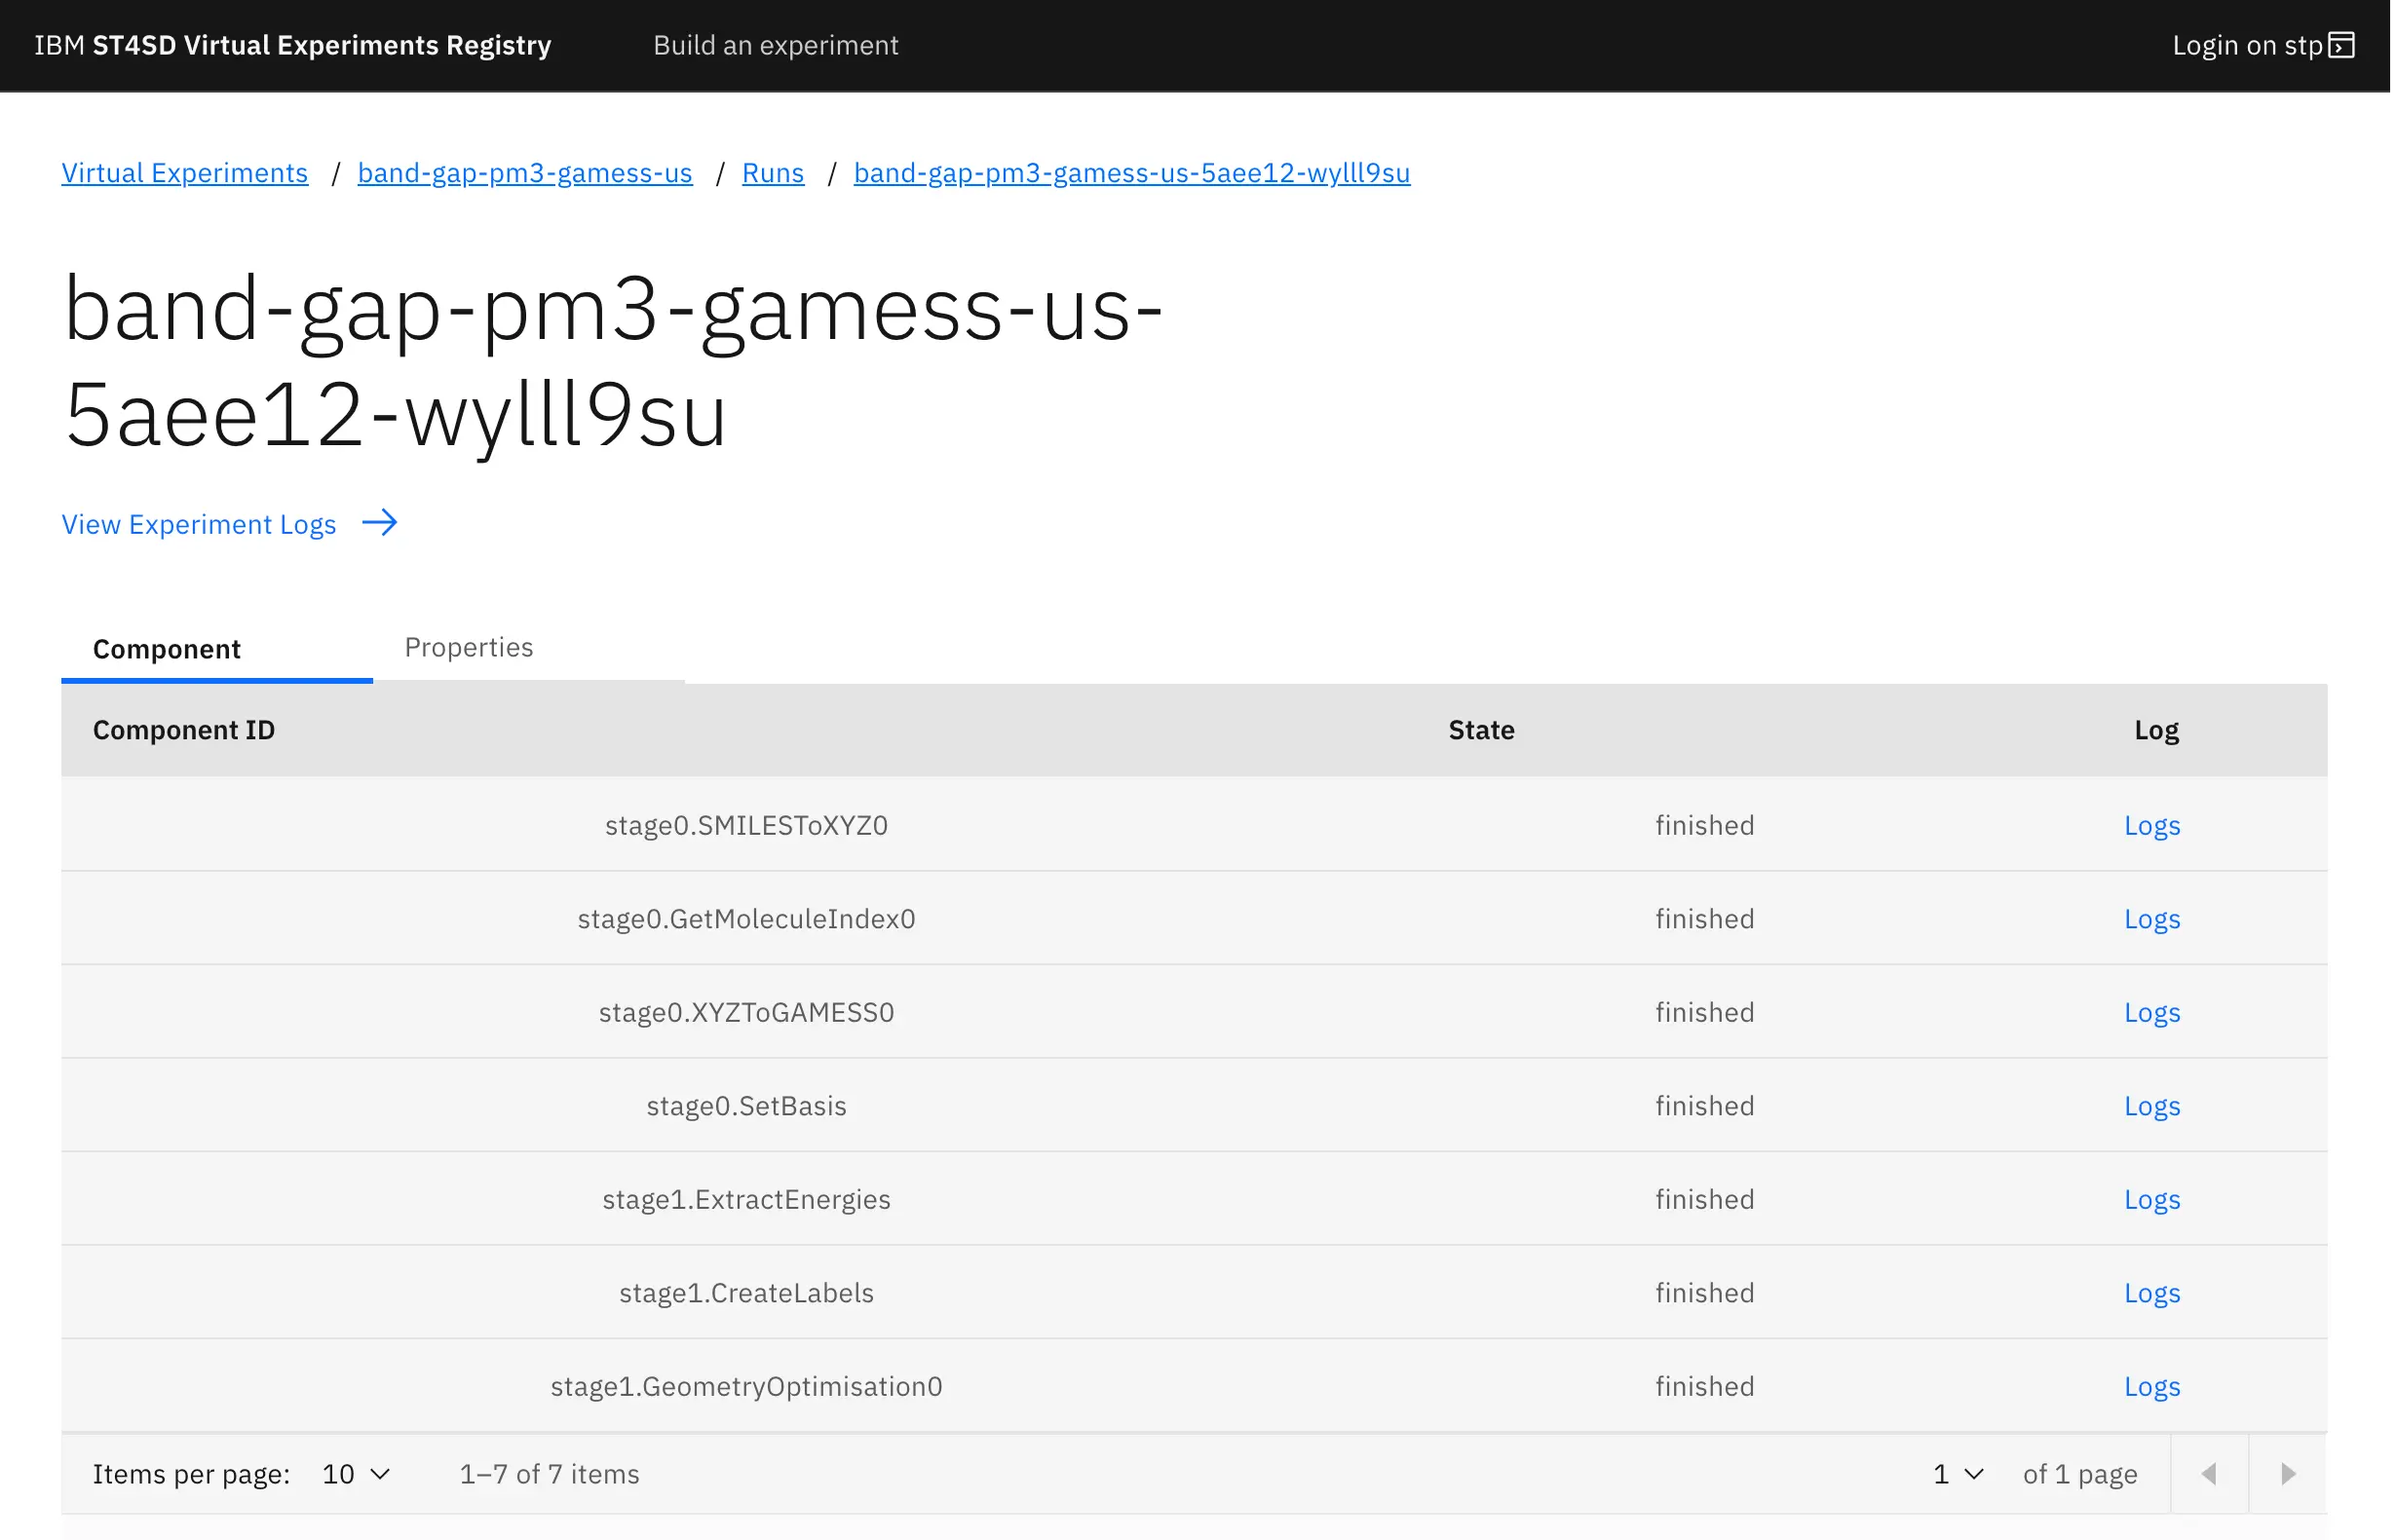 IBM ST4SD Virtual Experiments Registry Build an experiment Login on stp
Virtual Experiments / band-gap-pm3-gamess-us / Runs / band-gap-pm3-gamess-us-5aee12-wylll9su
band-gap-pm3-gamess-us-
5aee12-wylll9su
View Experiment Logs
Component Properties
Component ID State Log
stage0.SMILESToXYZ0 finished Logs
stage0.GetMoleculeIndex0 finished Logs
stage0.XYZToGAMESS0 finished Logs
stage0.SetBasis finished Logs
stage1.ExtractEnergies finished Logs
stage1.CreateLabels finished Logs
stage1.GeometryOptimisation0 finished Logs
Items per page: 10 1–7 of 7 items 1 of 1 page